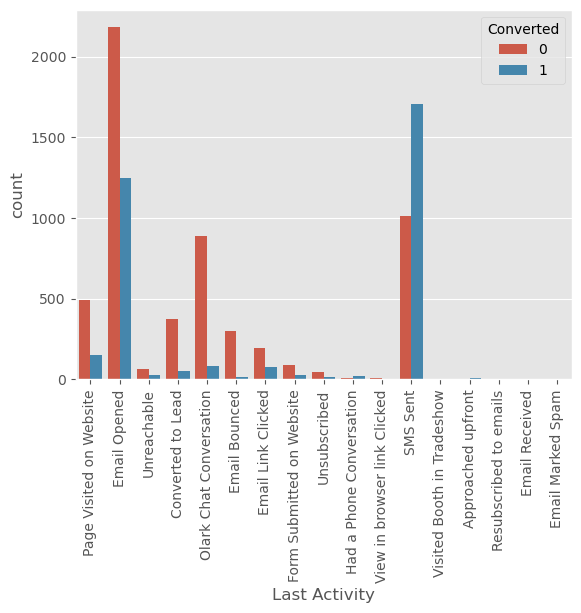 Converted
0
1
2000
1500
1000
500
0
count
Page Visited on Website
Email Opened
Unreachable
Converted to Lead
Olark Chat Conversation
Email Bounced
Email Link Clicked
Form Submitted on Website
Unsubscribed
Had a Phone Conversation
View in browser link Clicked
SMS Sent
Visited Booth in Tradeshow
Approached upfront
Resubscribed to emails
Email Received
Email Marked Spam
Last Activity